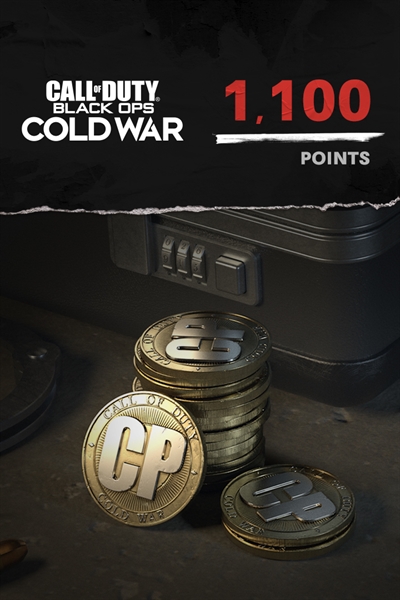 CALL OF DUTY®
BLACK OPS
COLD WAR
1,100
POINTS
CP
CALL OF DUTY
CP
COLD WAR
CP